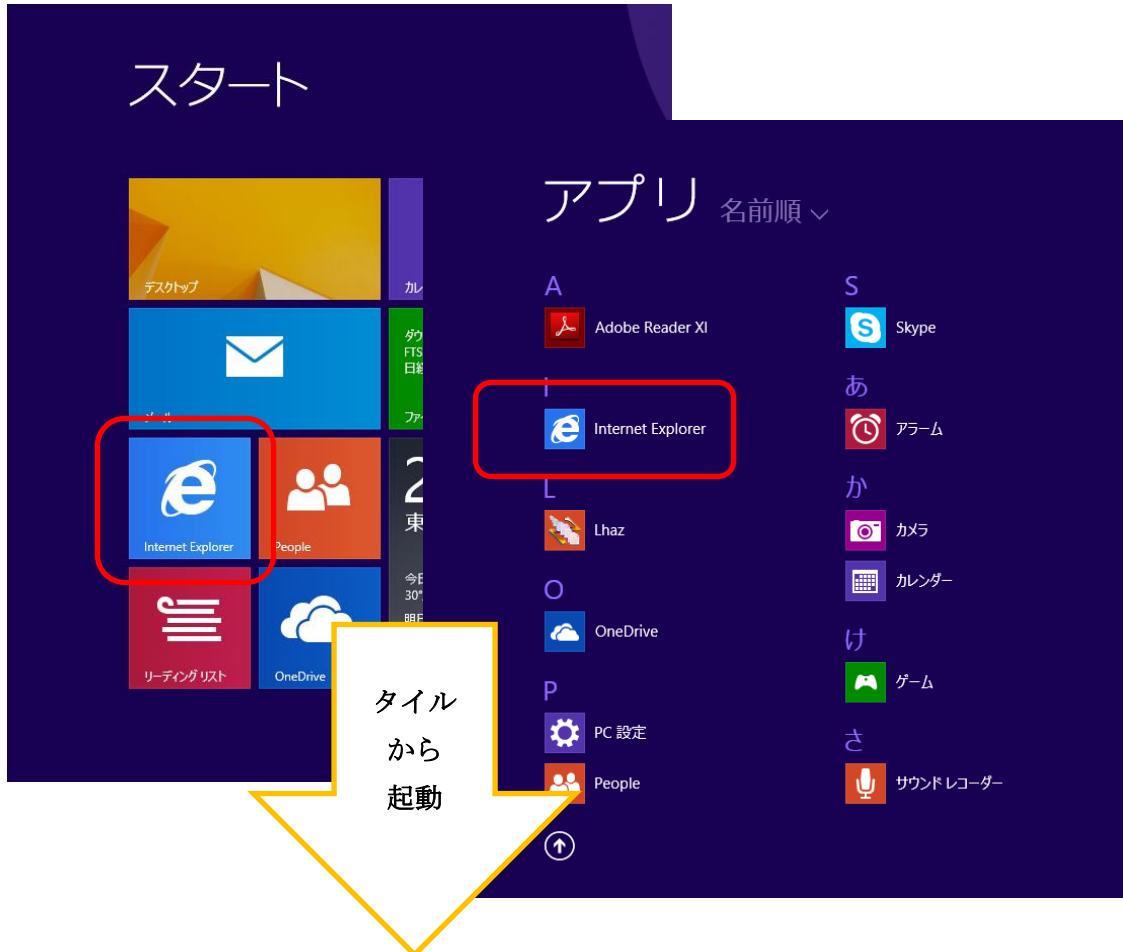 スタート
デスクトップ
カレ
ダウ
FTS
日経
メール
ファイ
Internet Explorer
People
2
東
今日
30°
明日
リーディング リスト
OneDrive
タイル
から
起動
アプリ 名前順
A
Adobe Reader XI
I
Internet Explorer
L
Lhaz
O
OneDrive
P
PC 設定
People
S
Skype
あ
アラーム
か
カメラ
カレンダー
け
ゲーム
さ
サウンド レコーダー